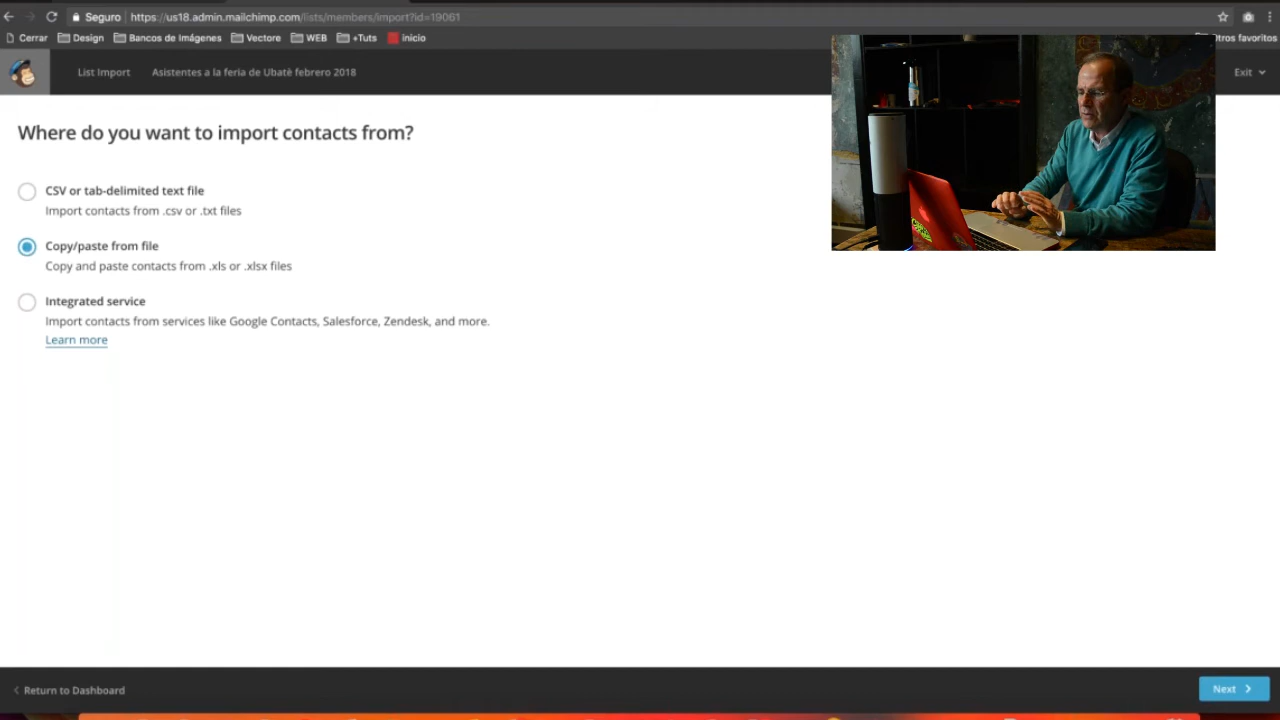 Seguro https://us18.admin.mailchimp.com/lists/members/import?id=19061
Cerrar Design Bancos de Imágenes Vectore WEB +Tuts inicio tros favoritos
List Import Asistentes a la feria de Ubatè febrero 2018 Exit
Where do you want to import contacts from?
CSV or tab-delimited text file
Import contacts from .csv or .txt files
Copy/paste from file
Copy and paste contacts from .xls or .xlsx files
Integrated service
Import contacts from services like Google Contacts, Salesforce, Zendesk, and more.
Learn more
Return to Dashboard Next